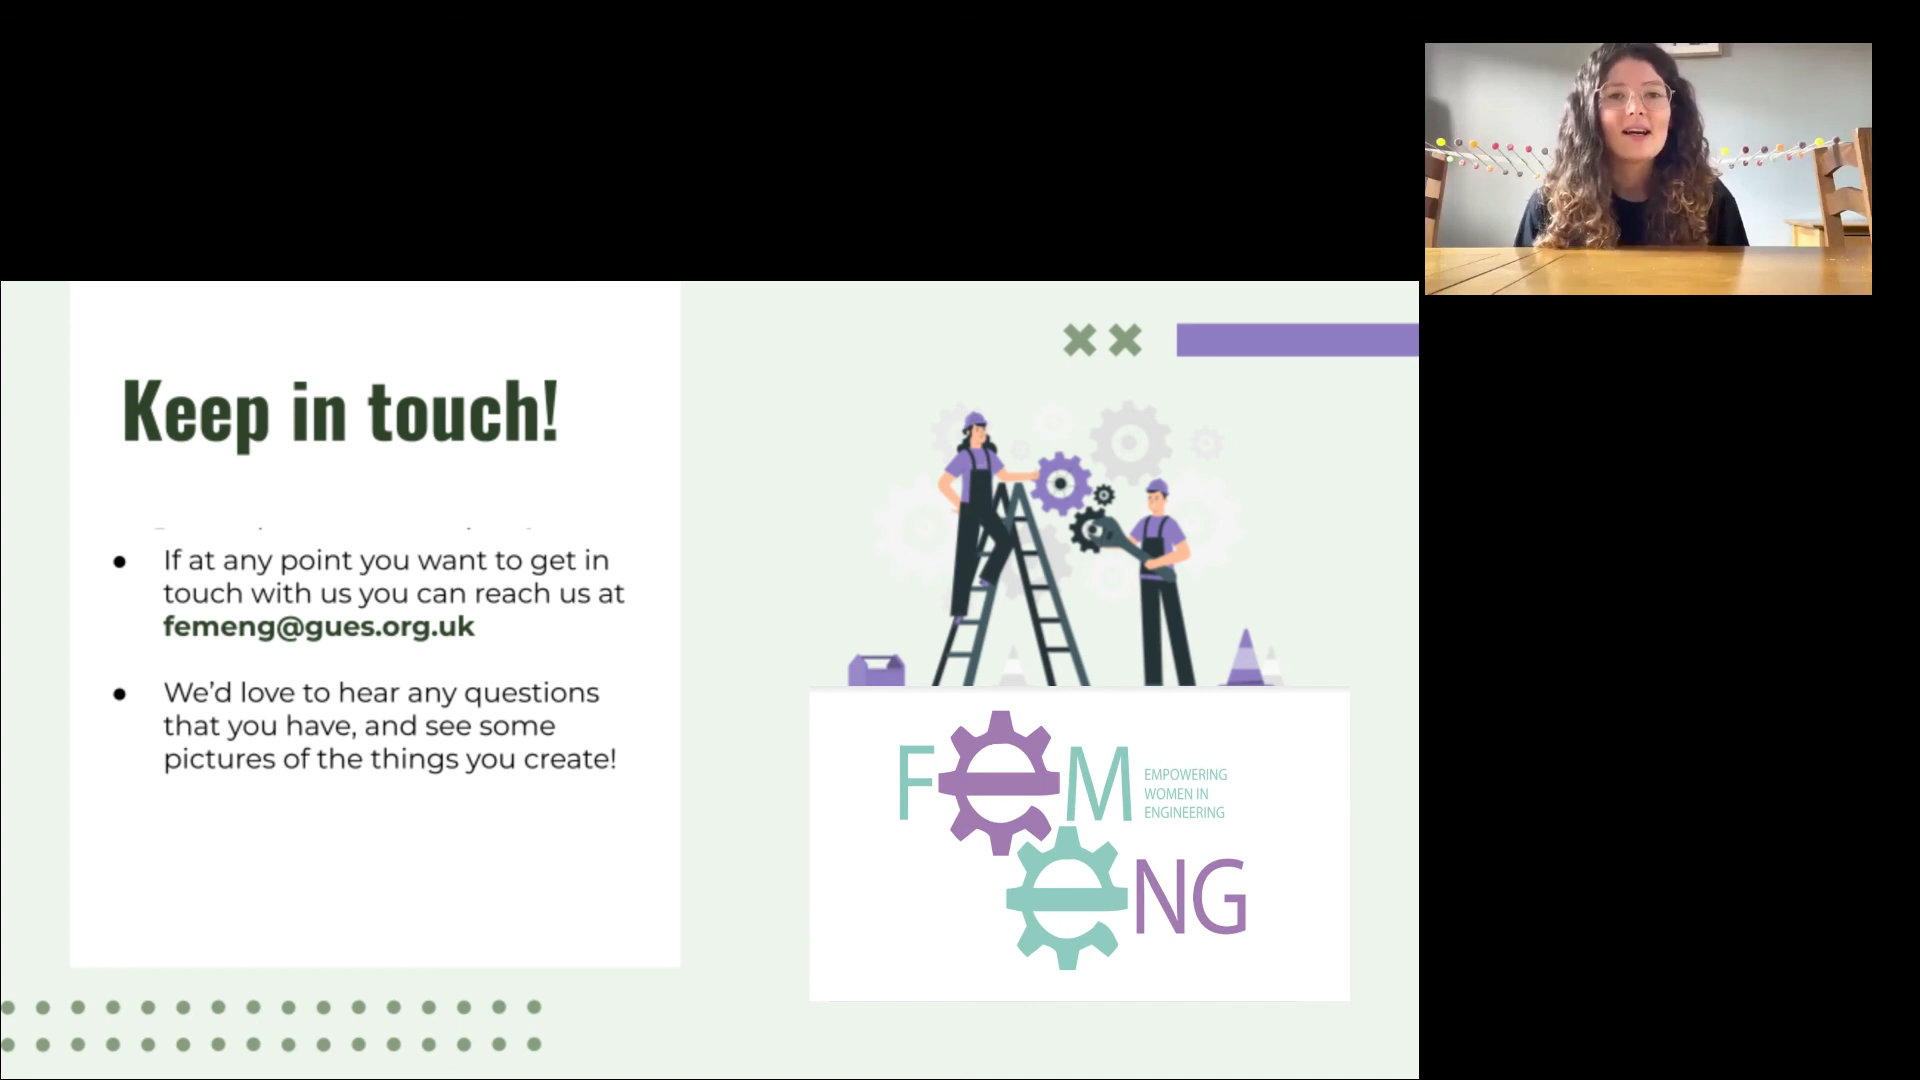 Keep in touch!
If at any point you want to get in
touch with us you can reach us at
femeng@gues.org.uk
We'd love to hear any questions
that you have, and see some
pictures of the things you create!
FeM
EMPOWERING
WOMEN IN
ENGINEERING
eNG